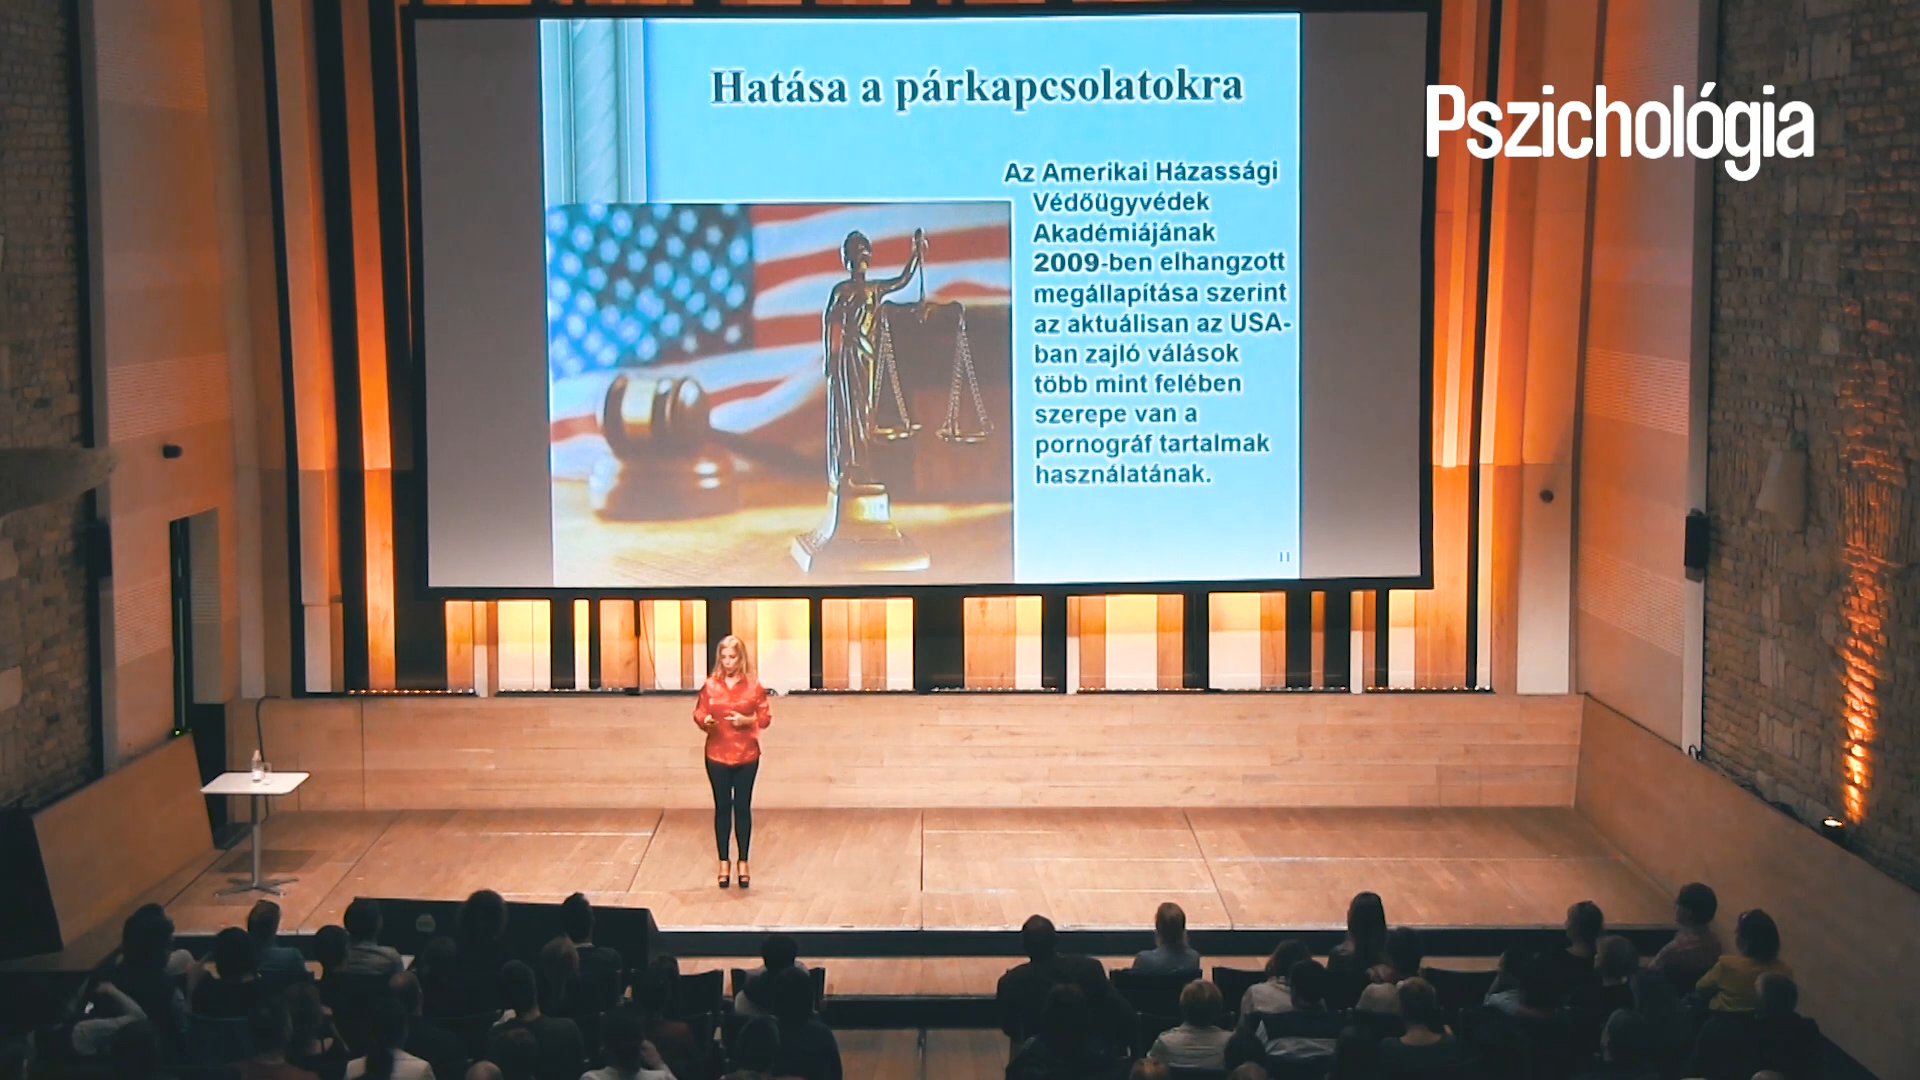 Hatása a párkapcsolatokra
Pszichológia
Az Amerikai Házassági
Védőügyvédek
Akadémiájának
2009-ben elhangzott
megállapítása szerint
az aktuálisan az USA-
ban zajló válások
több mint felében
szerepe van a
pornográf tartalmak
használatának.
11